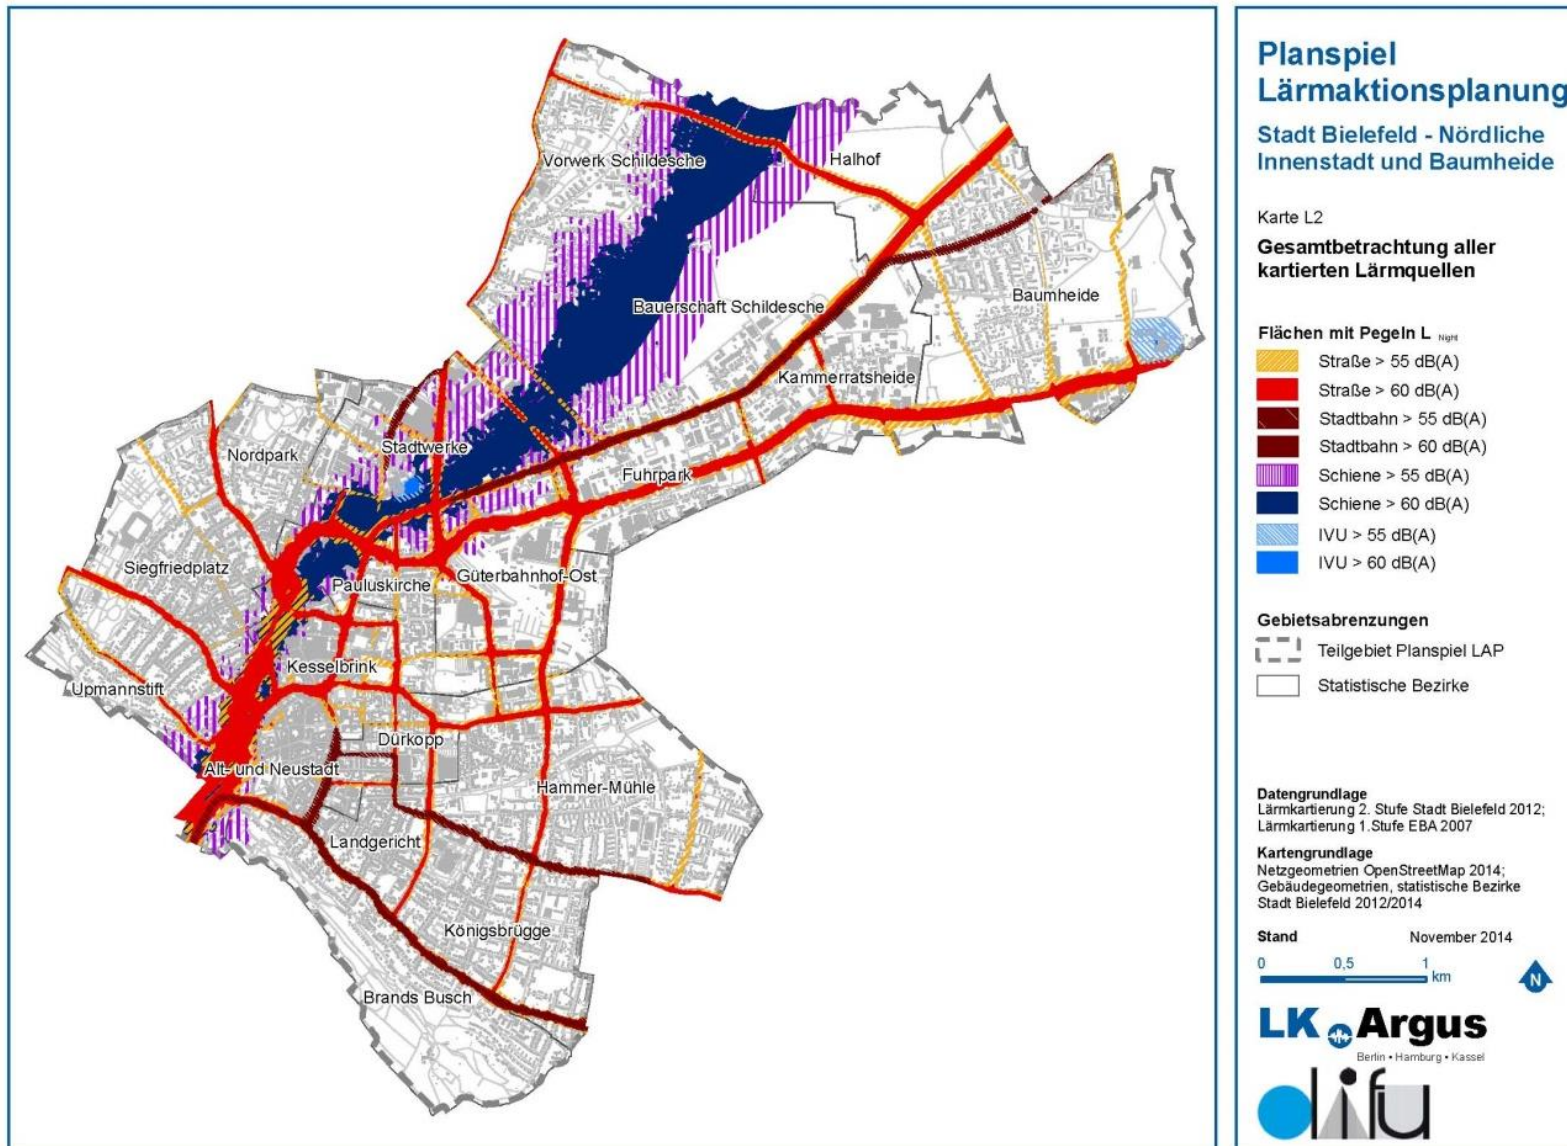 Planspiel
Lärmaktionsplanung
Stadt Bielefeld - Nördliche
Innenstadt und Baumheide
Karte L2
Gesamtbetrachtung aller
kartierten Lärmquellen
Flächen mit Pegeln L Night
Straße > 55 dB(A)
Straße > 60 dB(A)
Stadtbahn > 55 dB(A)
Stadtbahn > 60 dB(A)
Schiene > 55 dB(A)
Schiene > 60 dB(A)
IVU > 55 dB(A)
IVU > 60 dB(A)
Gebietsabrenzungen
Teilgebiet Planspiel LAP
Statistische Bezirke
Datengrundlage
Lärmkartierung 2. Stufe Stadt Bielefeld 2012;
Lärmkartierung 1.Stufe EBA 2007
Kartengrundlage
Netzgeometrien OpenStreetMap 2014;
Gebäudegeometrien, statistische Bezirke
Stadt Bielefeld 2012/2014
Stand November 2014
0 0,5 1
km
N
LK Argus
Berlin • Hamburg • Kassel
difu
Vorwerk Schildesche
Halhof
Bauerschaft Schildesche
Baumheide
Kammerratsheide
Stadtwerke
Nordpark
Fuhrpark
Siegfriedplatz
Pauluskirche
Güterbahnhof-Ost
Kesselbrink
Upmannstift
Dürkopp
Alt- und Neustadt
Hammer-Mühle
Landgericht
Königsbrügge
Brands Busch